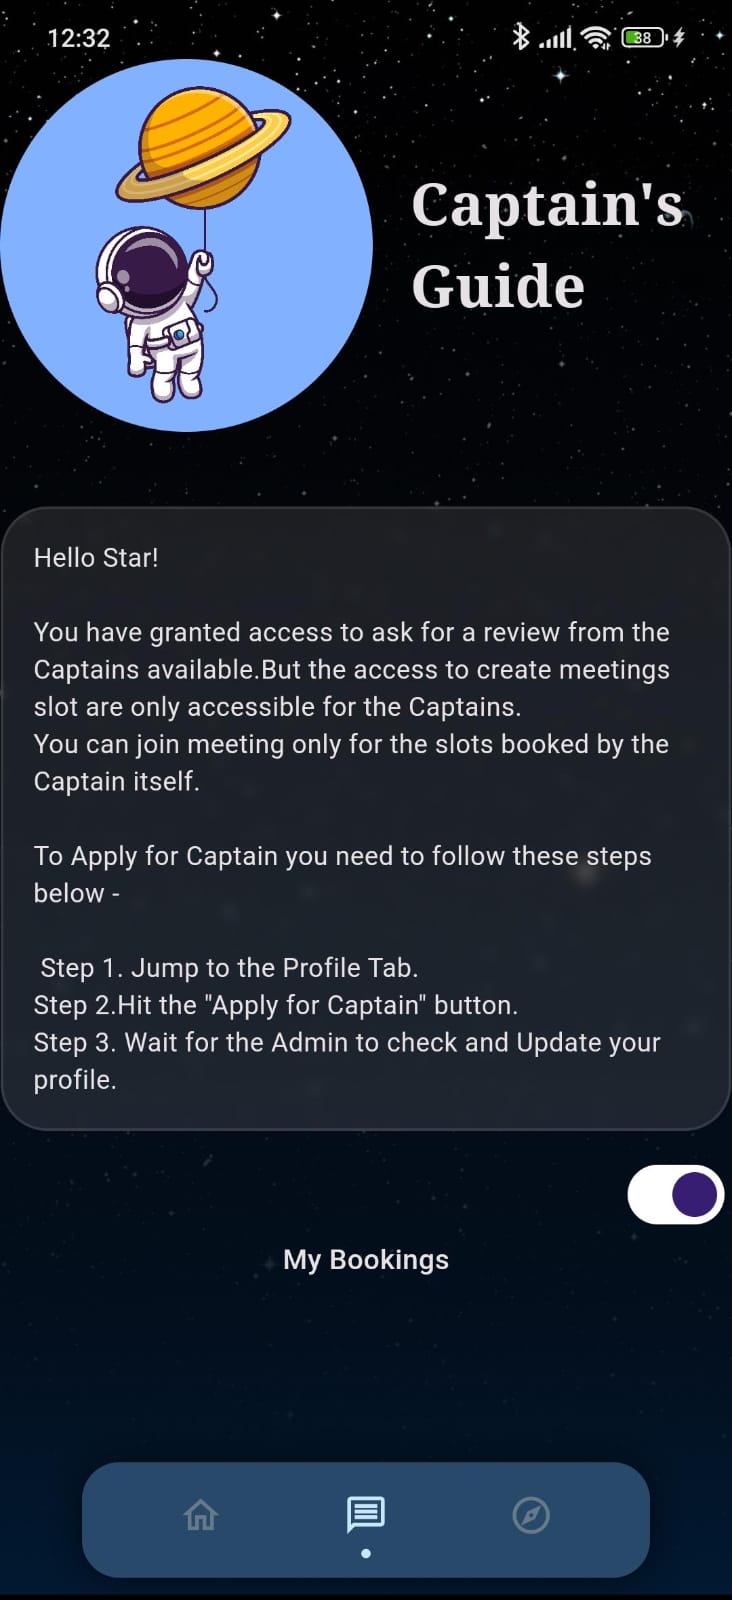 12:32
38
Captain's
Guide
Hello Star!
You have granted access to ask for a review from the
Captains available.But the access to create meetings
slot are only accessible for the Captains.
You can join meeting only for the slots booked by the
Captain itself.
To Apply for Captain you need to follow these steps
below -
Step 1. Jump to the Profile Tab.
Step 2.Hit the "Apply for Captain" button.
Step 3. Wait for the Admin to check and Update your
profile.
My Bookings